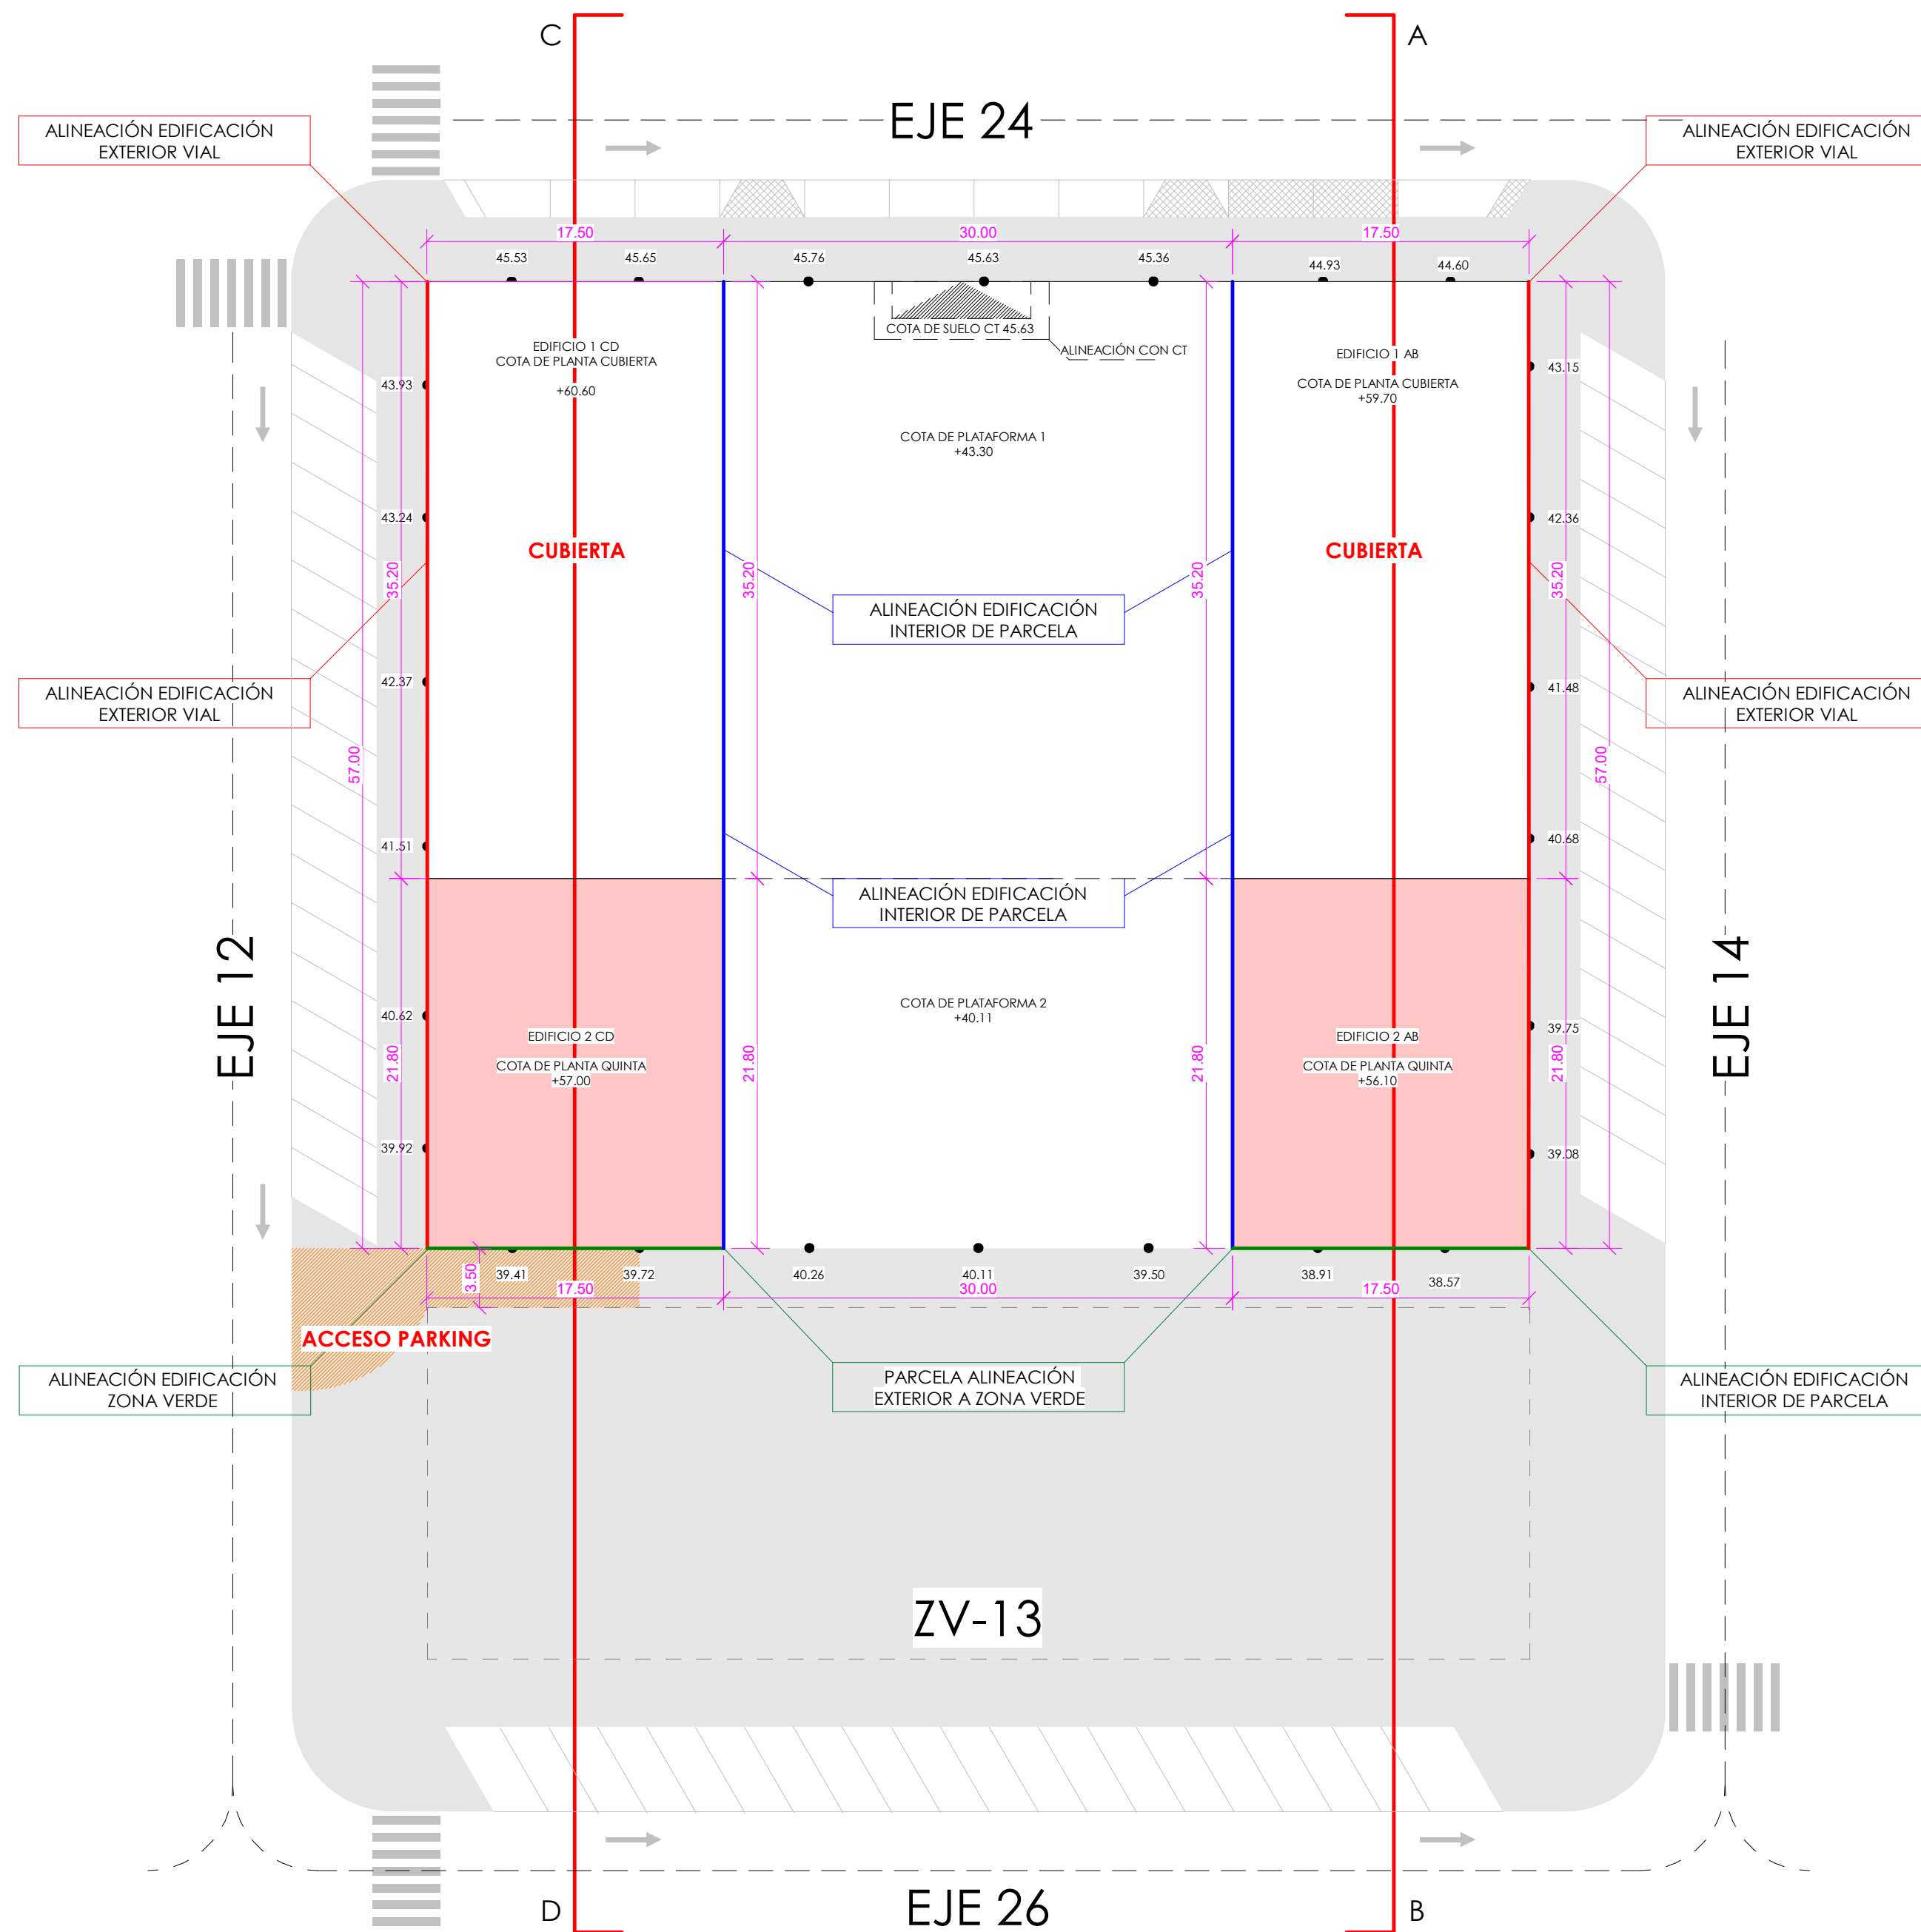 C
A
EJE 24
ALINEACIÓN EDIFICACIÓN
EXTERIOR VIAL
ALINEACIÓN EDIFICACIÓN
EXTERIOR VIAL
17.50
30.00
17.50
45.53
45.65
45.76
45.63
45.36
44.93
44.60
COTA DE SUELO CT 45.63
ALINEACIÓN CON CT
EDIFICIO 1 CD
COTA DE PLANTA CUBIERTA
+60.60
EDIFICIO 1 AB
COTA DE PLANTA CUBIERTA
+59.70
43.93
43.15
COTA DE PLATAFORMA 1
+43.30
43.24
42.36
CUBIERTA
CUBIERTA
35.20
35.20
35.20
35.20
ALINEACIÓN EDIFICACIÓN
INTERIOR DE PARCELA
42.37
41.48
ALINEACIÓN EDIFICACIÓN
EXTERIOR VIAL
ALINEACIÓN EDIFICACIÓN
EXTERIOR VIAL
57.00
57.00
41.51
40.68
ALINEACIÓN EDIFICACIÓN
INTERIOR DE PARCELA
EJE 12
EJE 14
COTA DE PLATAFORMA 2
+40.11
40.62
39.75
EDIFICIO 2 CD
COTA DE PLANTA QUINTA
+57.00
EDIFICIO 2 AB
COTA DE PLANTA QUINTA
+56.10
21.80
21.80
21.80
21.80
39.92
39.08
3.50
39.41
39.72
40.26
40.11
39.50
38.91
38.57
17.50
30.00
17.50
ACCESO PARKING
ALINEACIÓN EDIFICACIÓN
ZONA VERDE
PARCELA ALINEACIÓN
EXTERIOR A ZONA VERDE
ALINEACIÓN EDIFICACIÓN
INTERIOR DE PARCELA
ZV-13
D
EJE 26
B